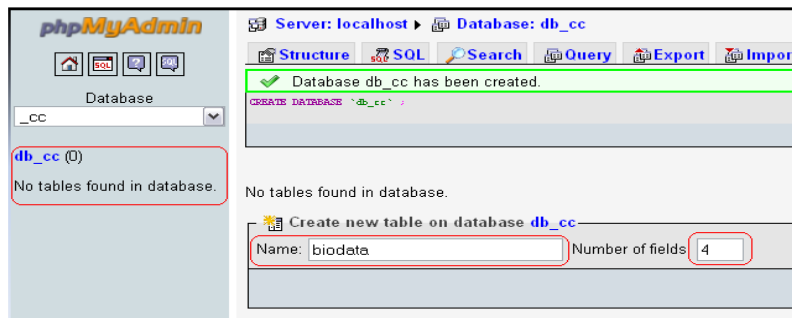 phpMyAdmin
SQL
Database
_cc
db_cc (0)
No tables found in database.
Server: localhost Database: db_cc
Structure SQL Search Query Export Impor
Database db_cc has been created.
CREATE DATABASE `db_cc` ;
No tables found in database.
Create new table on database db_cc
Name: biodata Number of fields 4